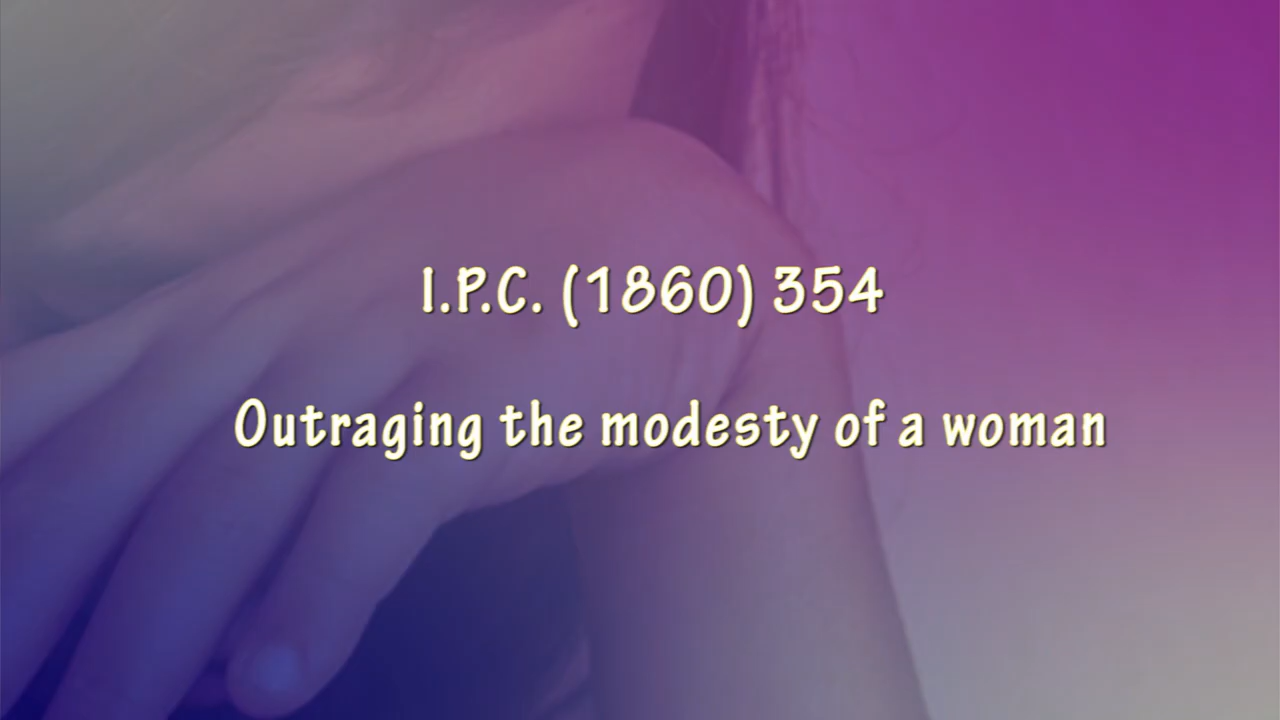 I.P.C. (1860) 354
Outraging the modesty of a woman